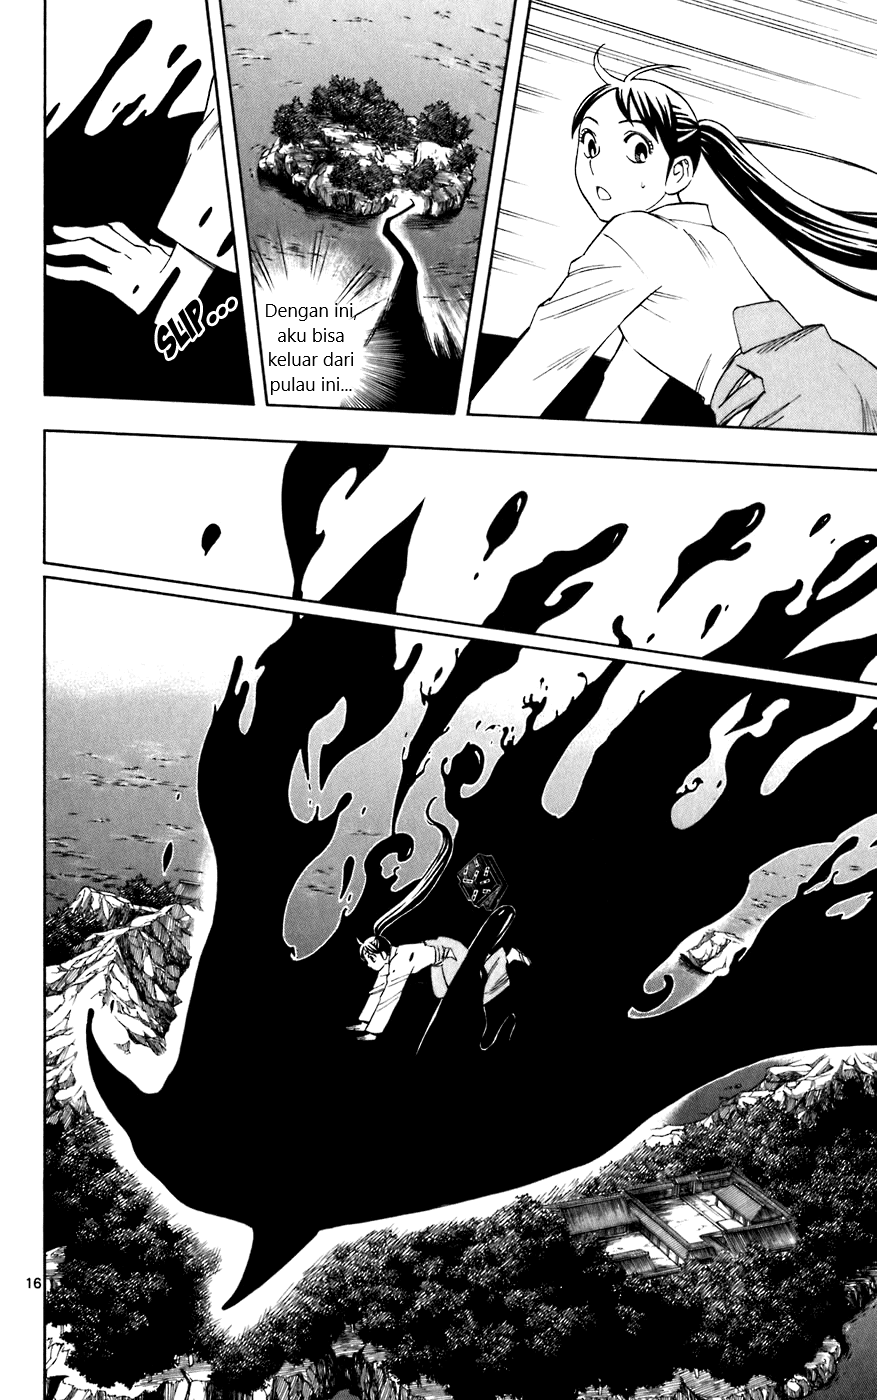 Dengan ini,
aku bisa
keluar dari
pulau ini...
SLIP...
16